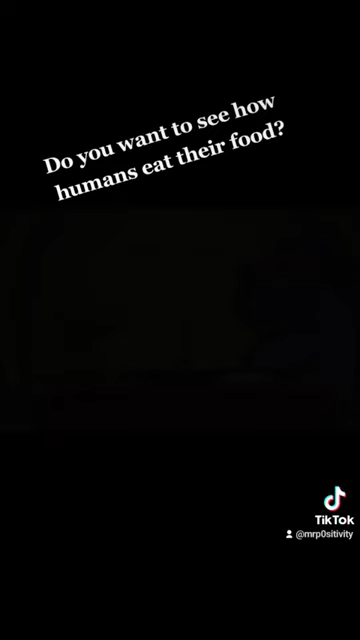 Do you want to see how
humans eat their food?
TikTok
@mrp0sitivity